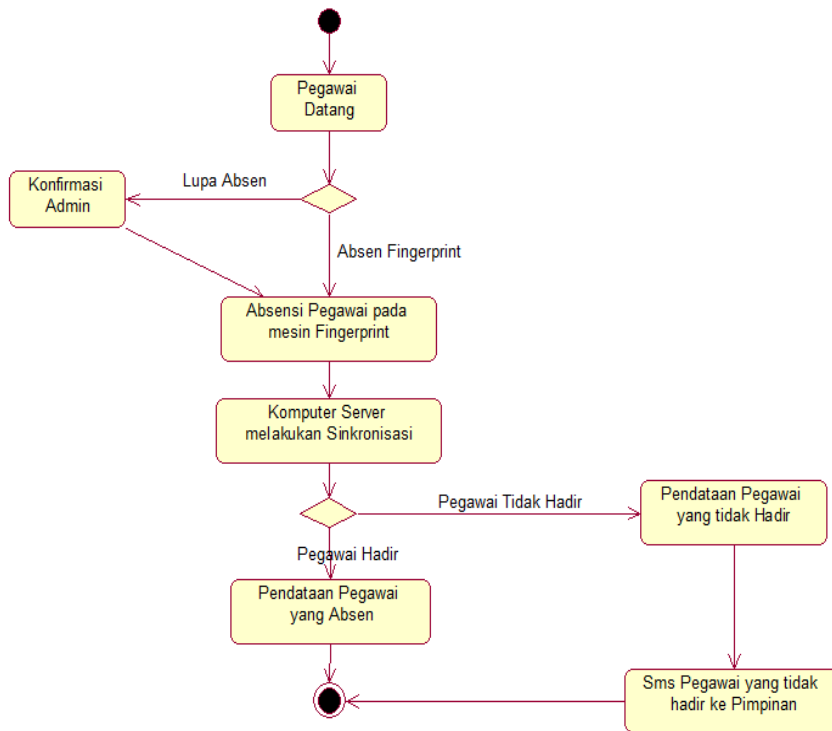 Pegawai
Datang
Lupa Absen
Konfirmasi
Admin
Absen Fingerprint
Absensi Pegawai pada
mesin Fingerprint
Komputer Server
melakukan Sinkronisasi
Pegawai Tidak Hadir
Pendataan Pegawai
yang tidak Hadir
Pegawai Hadir
Pendataan Pegawai
yang Absen
Sms Pegawai yang tidak
hadir ke Pimpinan